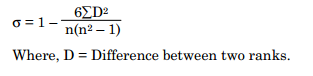 σ = 1 – 6∑D² / n(n² – 1)
Where, D = Difference between two ranks.